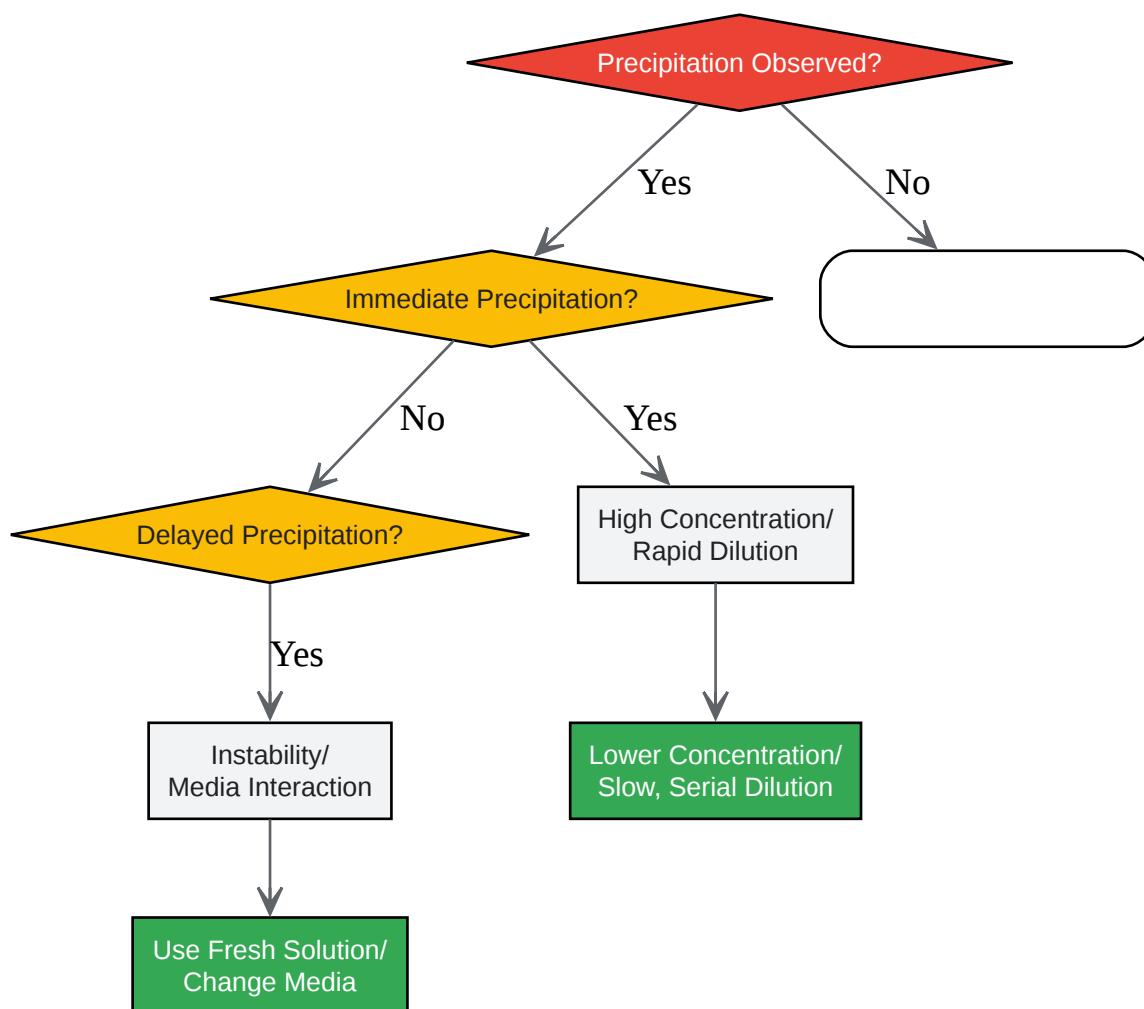 Precipitation Observed?
Yes
No
Immediate Precipitation?
No
Yes
Delayed Precipitation?
High Concentration/
Rapid Dilution
Yes
Instability/
Media Interaction
Lower Concentration/
Slow, Serial Dilution
Use Fresh Solution/
Change Media